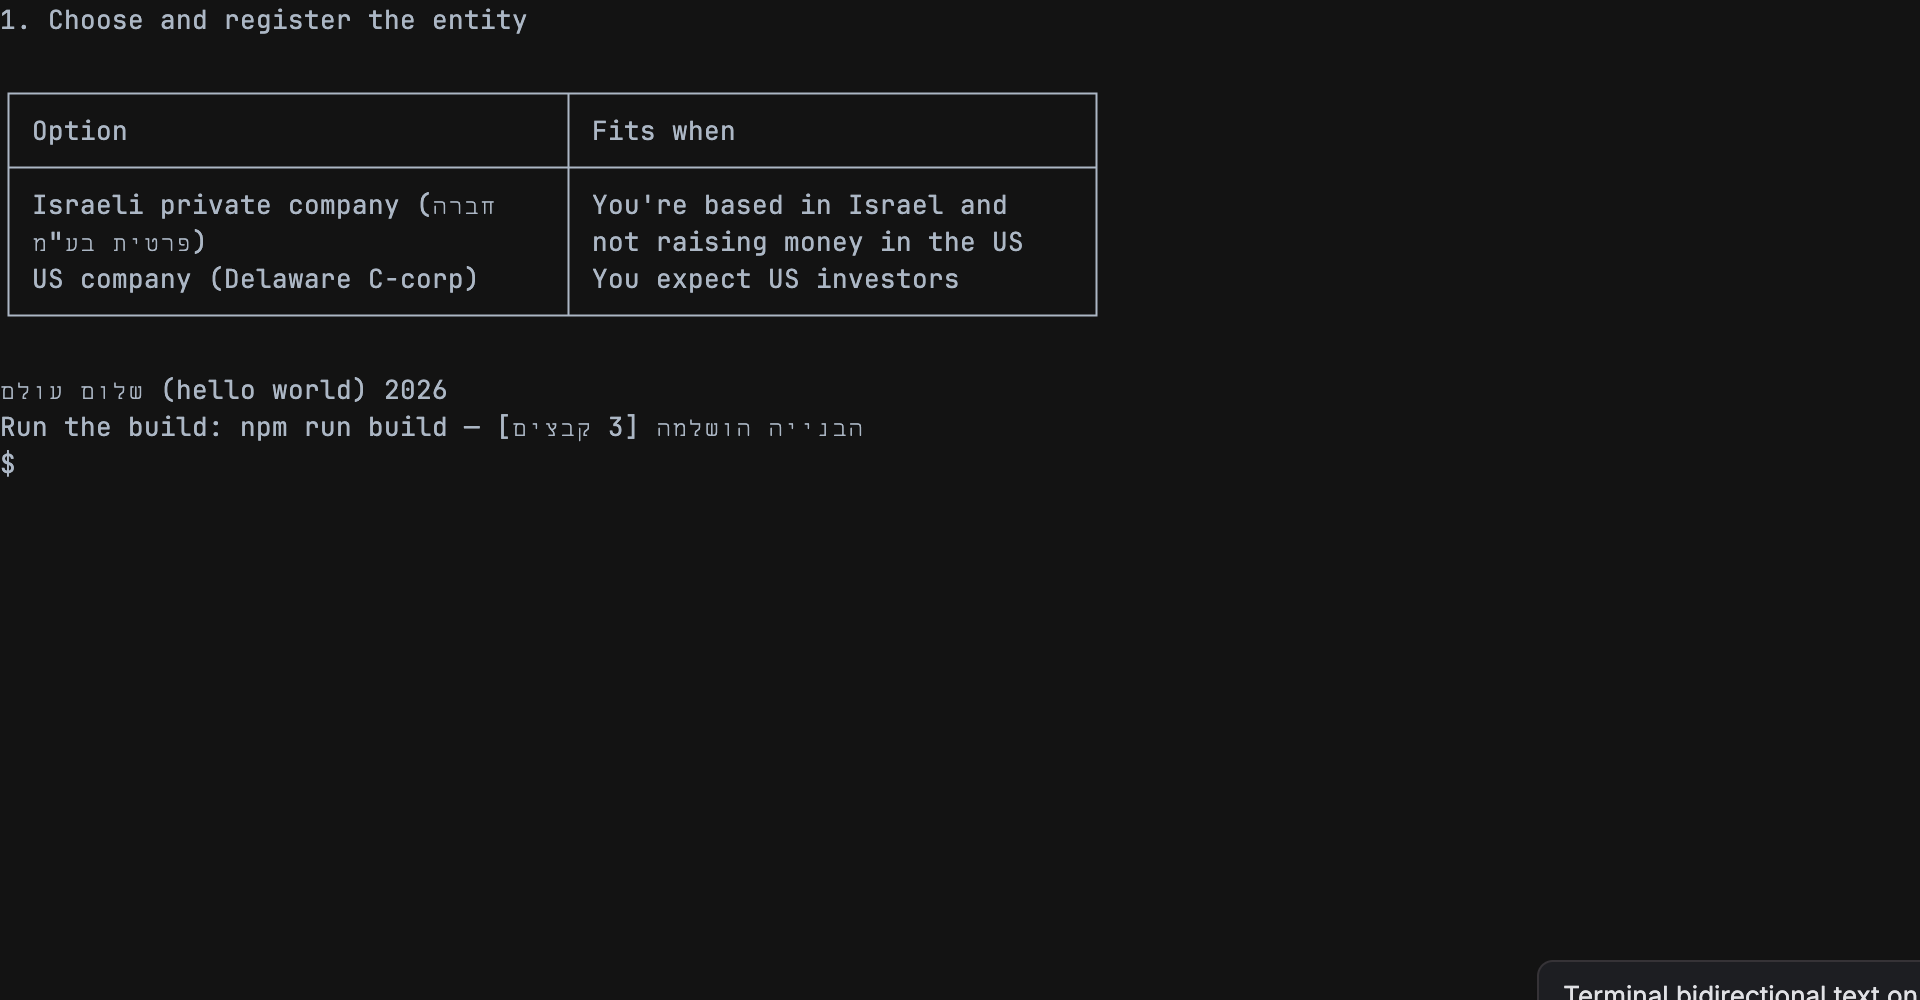 1. Choose and register the entity
Option
Fits when
Israeli private company (חברה
פרטית בע"מ)
US company (Delaware C-corp)
You're based in Israel and
not raising money in the US
You expect US investors
שלום עולם (hello world) 2026
Run the build: npm run build — הבנייה הושלמה [3 קבצים]
$
Terminal bidirectional text on